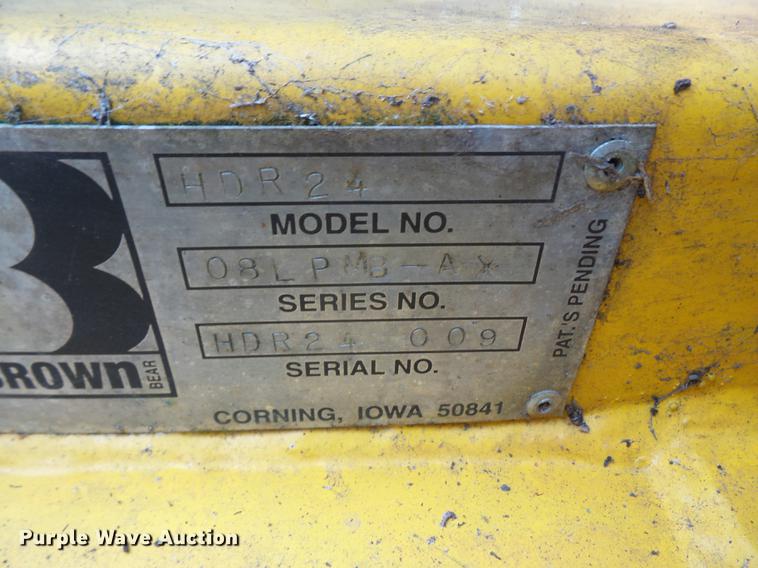 HDR24
MODEL NO.
08LPMB-AX
SERIES NO.
HDR24 009
SERIAL NO.
BROWN
BEAR
CORNING, IOWA 50841
PAT.'S PENDING
Purple Wave Auction